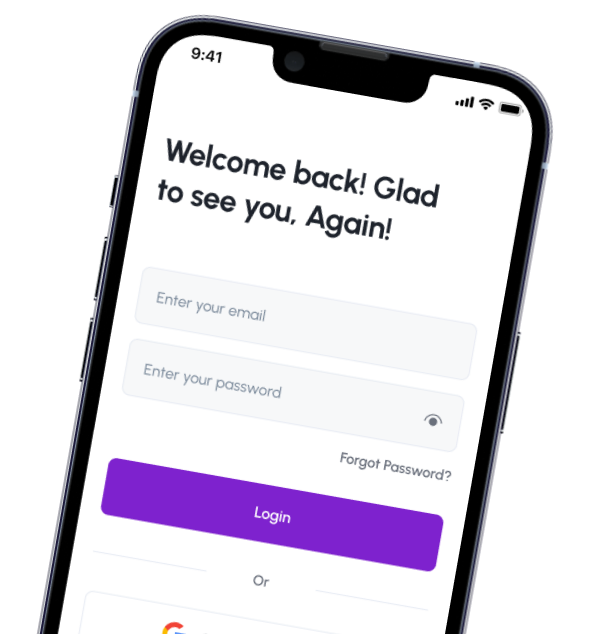 9:41
Welcome back! Glad
to see you, Again!
Enter your email
Enter your password
Forgot Password?
Login
Or